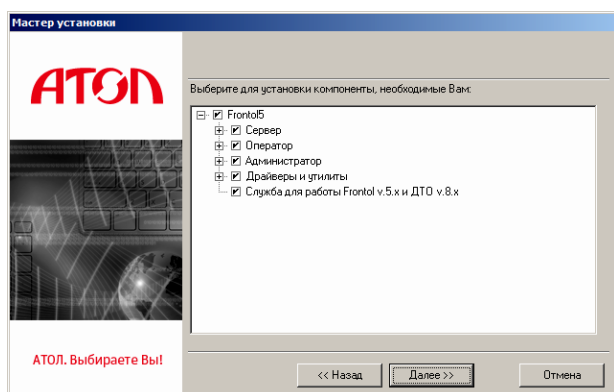 Мастер установки
АТОЛ
Выберите для установки компоненты, необходимые Вам:
Frontol5
Сервер
Оператор
Администратор
Драйверы и утилиты
Служба для работы Frontol v.5.x и ДТО v.8.x
АТОЛ. Выбираете Вы!
<< Назад
Далее >>
Отмена